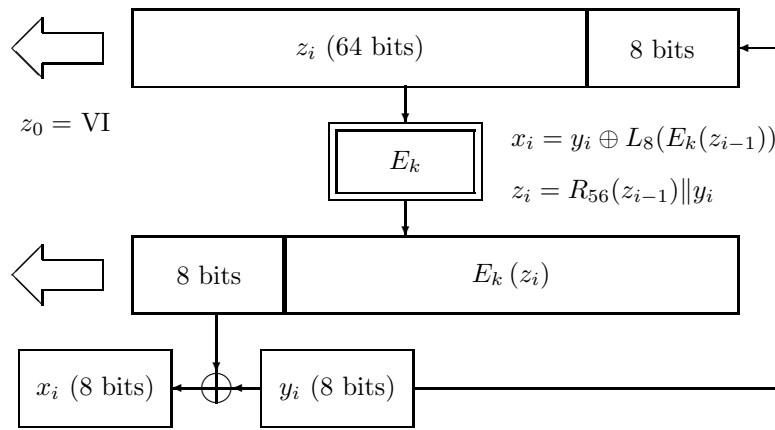 z_i (64 bits)
8 bits
z_0 = VI
E_k
x_i = y_i ⊕ L_8(E_k(z_{i−1}))
z_i = R_56(z_{i−1})‖y_i
8 bits
E_k (z_i)
x_i (8 bits)
y_i (8 bits)